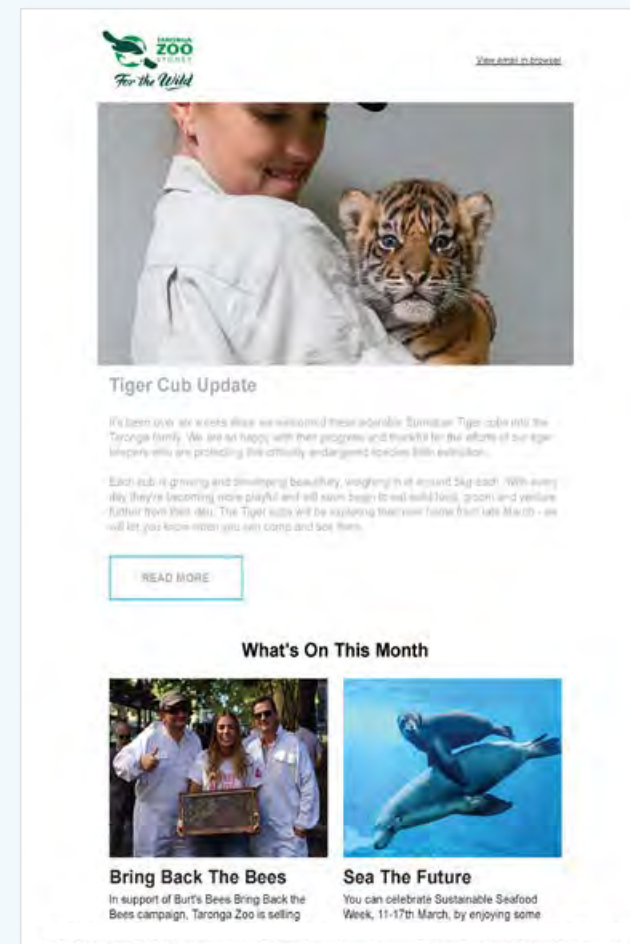 TARONGA
ZOO
SYDNEY
For the Wild
View email in browser
Tiger Cub Update
It's been over six weeks since we welcomed these adorable Sumatran Tiger cubs into the
Taronga family. We are so happy with their progress and thankful for the efforts of our tiger
keepers who are protecting this critically endangered species from extinction.
Each cub is growing and developing beautifully, weighing in at around 5kg each. With every
day they're becoming more playful and will soon begin to eat solid food, groom and venture
further from their den. The Tiger cubs will be exploring their new home from late March - we
will let you know when you can come and see them.
READ MORE
What's On This Month
Bring Back The Bees
In support of Burt's Bees Bring Back the
Bees campaign, Taronga Zoo is selling
Sea The Future
You can celebrate Sustainable Seafood
Week, 11-17th March, by enjoying some